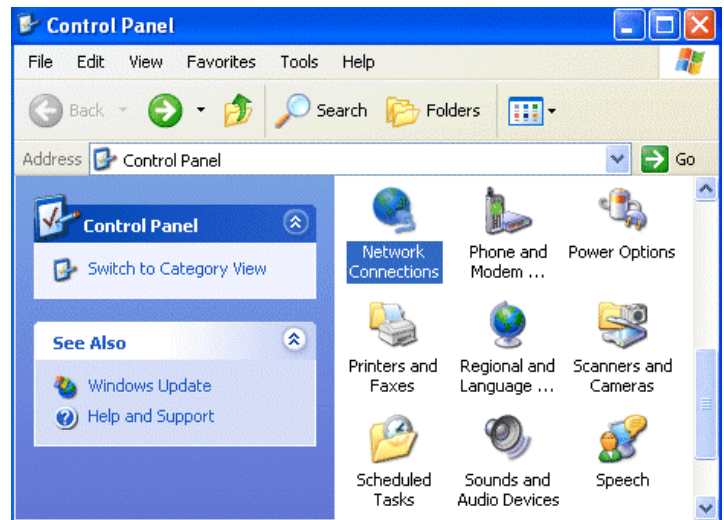 Control Panel
File Edit View Favorites Tools Help
Back Search Folders
Address Control Panel Go
Control Panel
Switch to Category View
See Also
Windows Update
Help and Support
Network Connections
Phone and Modem ...
Power Options
Printers and Faxes
Regional and Language ...
Scanners and Cameras
Scheduled Tasks
Sounds and Audio Devices
Speech